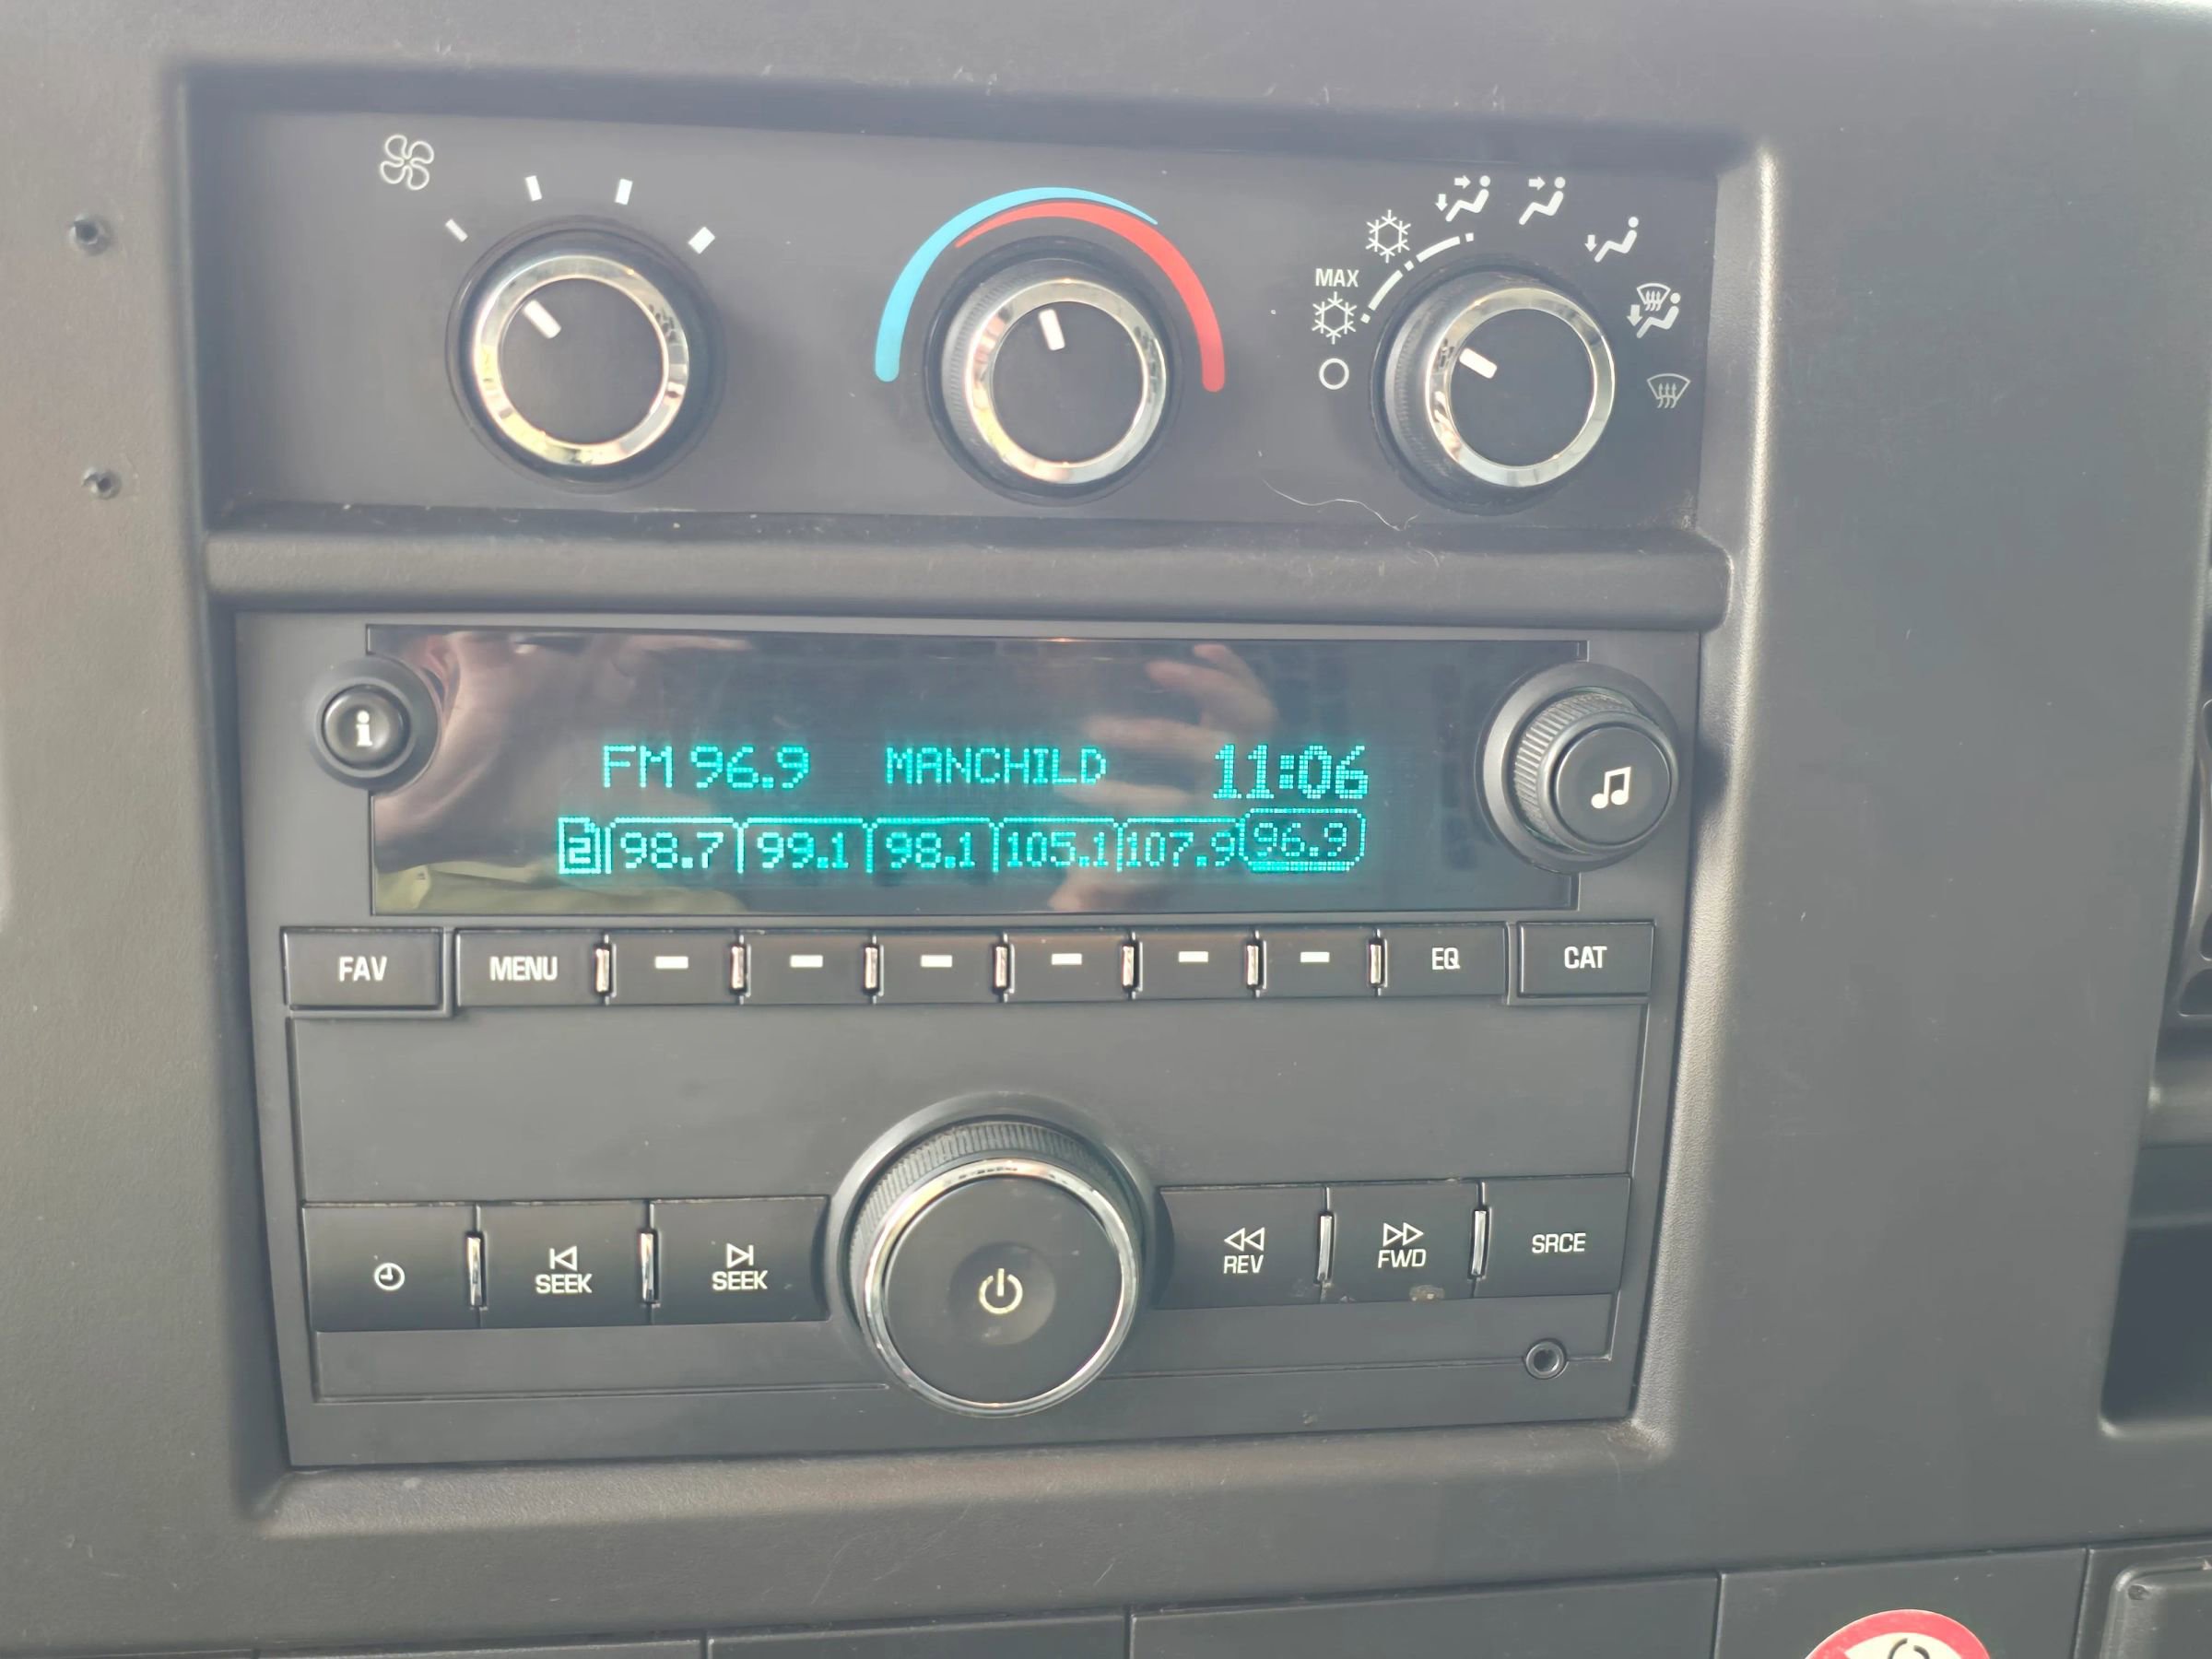 MAX
i
FM 96.9 MANCHILD 11:06
2 98.7 99.1 98.1 105.1 107.9 96.9
FAV MENU EQ CAT
SEEK SEEK REV FWD SRCE